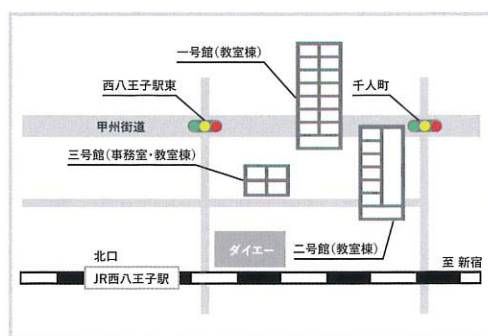 一号館(教室棟)
西八王子駅東
千人町
甲州街道
三号館(事務室・教室棟)
ダイエー
二号館(教室棟)
北口
至 新宿
JR西八王子駅